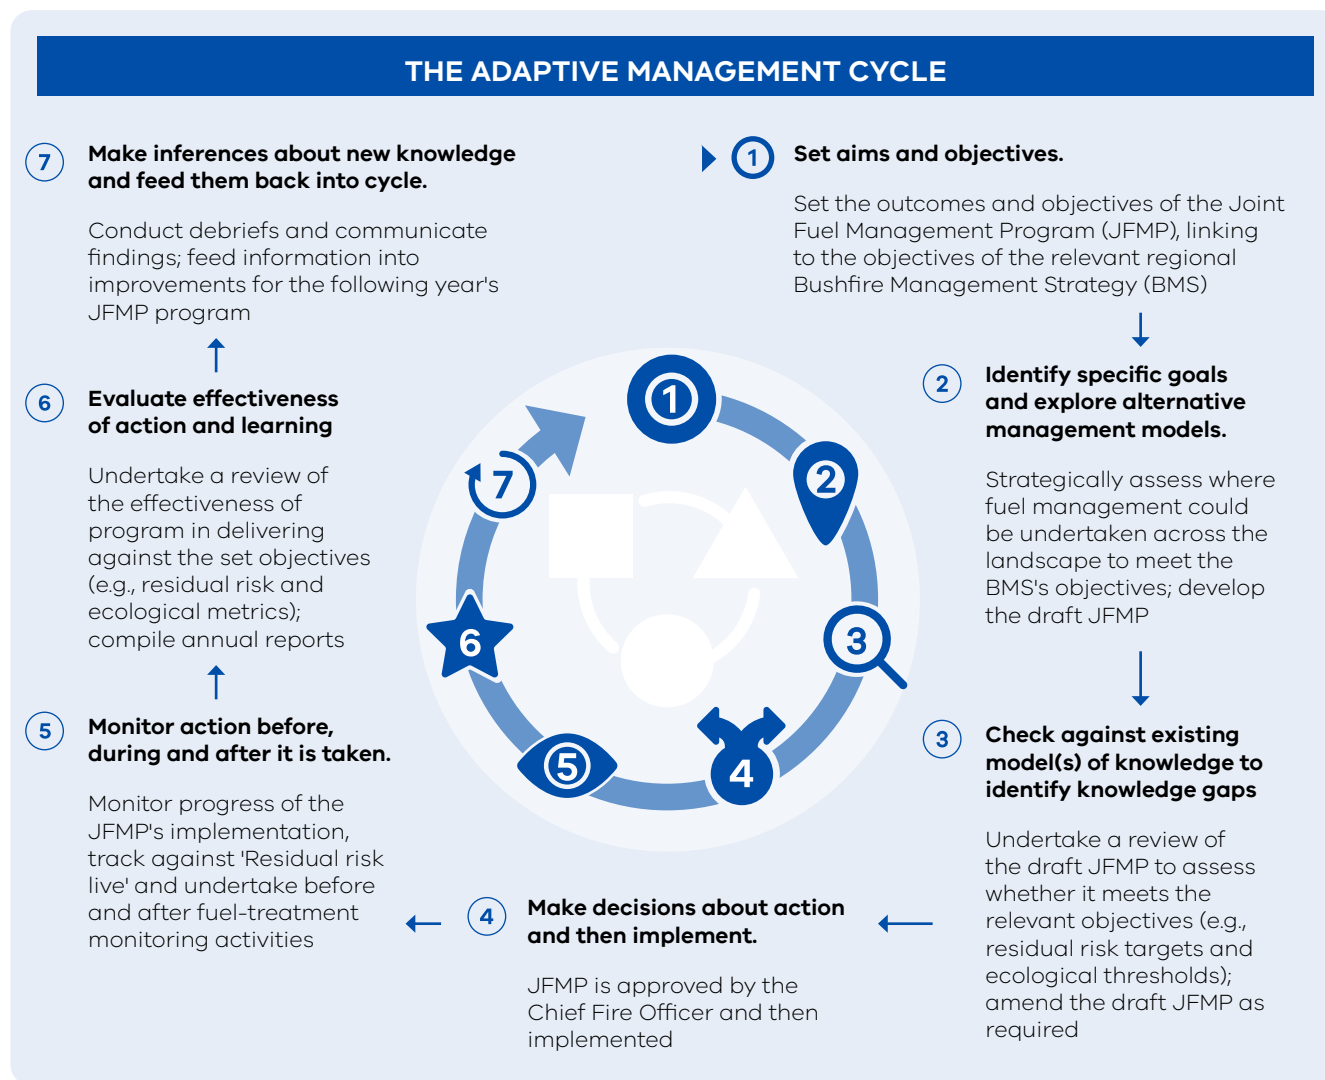 THE ADAPTIVE MANAGEMENT CYCLE
1
Set aims and objectives.
Set the outcomes and objectives of the Joint
Fuel Management Program (JFMP), linking
to the objectives of the relevant regional
Bushfire Management Strategy (BMS)
2
Identify specific goals
and explore alternative
management models.
Strategically assess where
fuel management could
be undertaken across the
landscape to meet the
BMS's objectives; develop
the draft JFMP
3
Check against existing
model(s) of knowledge to
identify knowledge gaps
Undertake a review of
the draft JFMP to assess
whether it meets the
relevant objectives (e.g.,
residual risk targets and
ecological thresholds);
amend the draft JFMP as
required
4
Make decisions about action
and then implement.
JFMP is approved by the
Chief Fire Officer and then
implemented
5
Monitor action before,
during and after it is taken.
Monitor progress of the
JFMP's implementation,
track against 'Residual risk
live' and undertake before
and after fuel-treatment
monitoring activities
6
Evaluate effectiveness
of action and learning
Undertake a review of
the effectiveness of
program in delivering
against the set objectives
(e.g., residual risk and
ecological metrics);
compile annual reports
7
Make inferences about new knowledge
and feed them back into cycle.
Conduct debriefs and communicate
findings; feed information into
improvements for the following year's
JFMP program
1
2
3
4
5
6
7